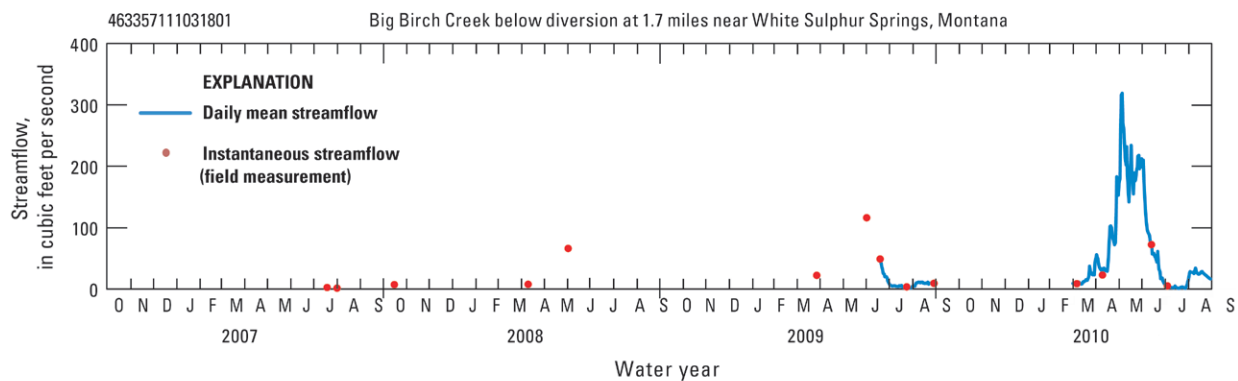 463357111031801 Big Birch Creek below diversion at 1.7 miles near White Sulphur Springs, Montana
400
300
200
100
0
Streamflow,
in cubic feet per second
EXPLANATION
Daily mean streamflow
Instantaneous streamflow
(field measurement)
O N D J F M A M J J A S O N D J F M A M J J A S O N D J F M A M J J A S O N D J F M A M J J A S
2007 2008 2009 2010
Water year